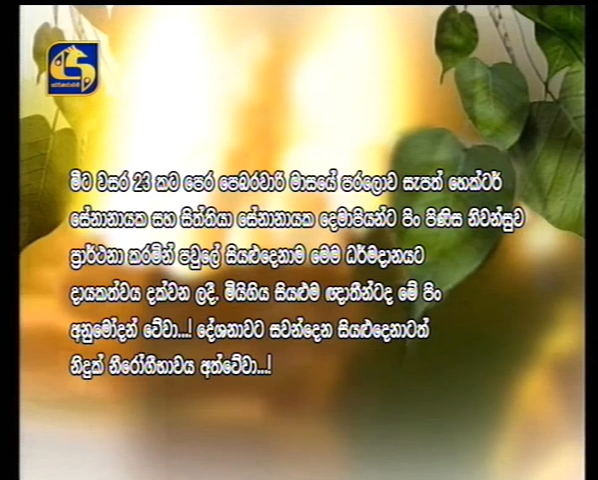 මීට වසර 23 කට පෙර පෙබරවාරි මාසයේ පරලොව සැපත් හෙක්ටර්
සේනානායක සහ සිත්තියා සේනානායක දෙමාපියන්ට පිං පිණිස නිවන්සුව
ප්‍රාර්ථනා කරමින් පවුලේ සියළුදෙනාම මෙම ධර්මදානයට
දායකත්වය දක්වන ලදී. මියගිය සියළුම ඥාතීන්ටද මේ පිං
අනුමෝදන් වේවා...! දේශනාවට සවන්දෙන සියළුදෙනාටත්
නිදුක් නීරෝගීභාවය අත්වේවා...!